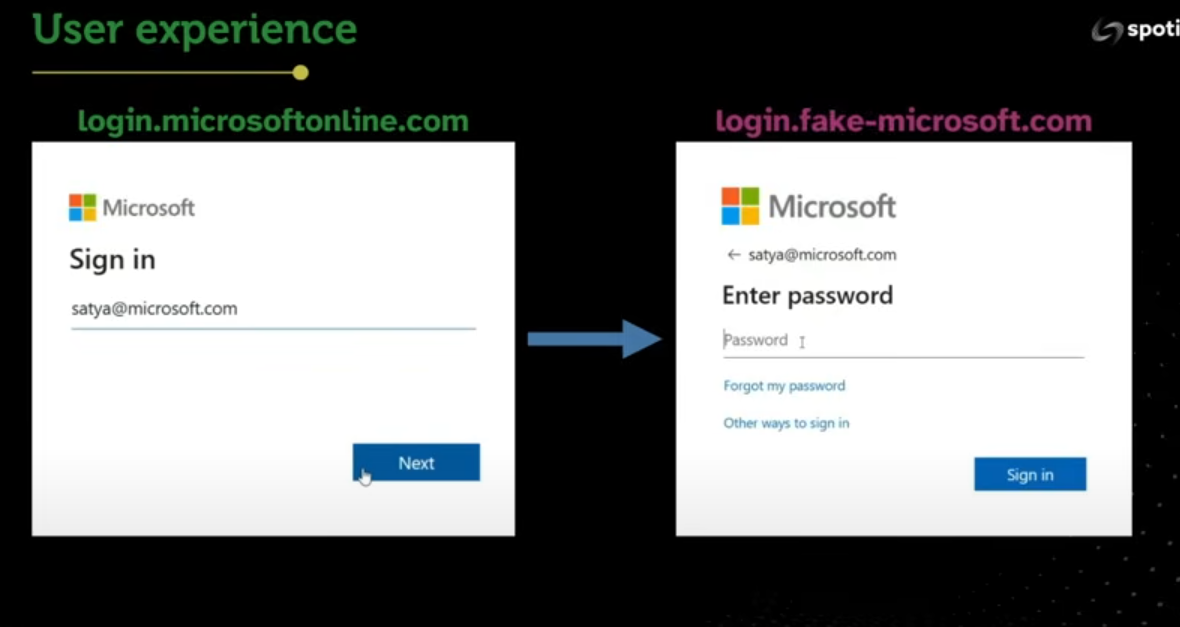 User experience
spoti
login.microsoftonline.com
login.fake-microsoft.com
Microsoft
Sign in
satya@microsoft.com
Next
Microsoft
← satya@microsoft.com
Enter password
Password
Forgot my password
Other ways to sign in
Sign in